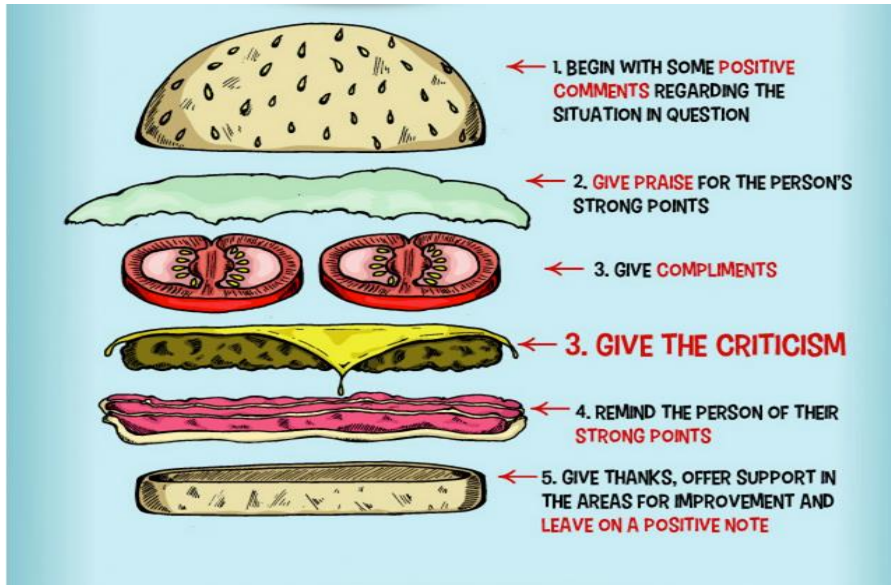 1. BEGIN WITH SOME POSITIVE
COMMENTS REGARDING THE
SITUATION IN QUESTION
2. GIVE PRAISE FOR THE PERSON'S
STRONG POINTS
3. GIVE COMPLIMENTS
3. GIVE THE CRITICISM
4. REMIND THE PERSON OF THEIR
STRONG POINTS
5. GIVE THANKS, OFFER SUPPORT IN
THE AREAS FOR IMPROVEMENT AND
LEAVE ON A POSITIVE NOTE